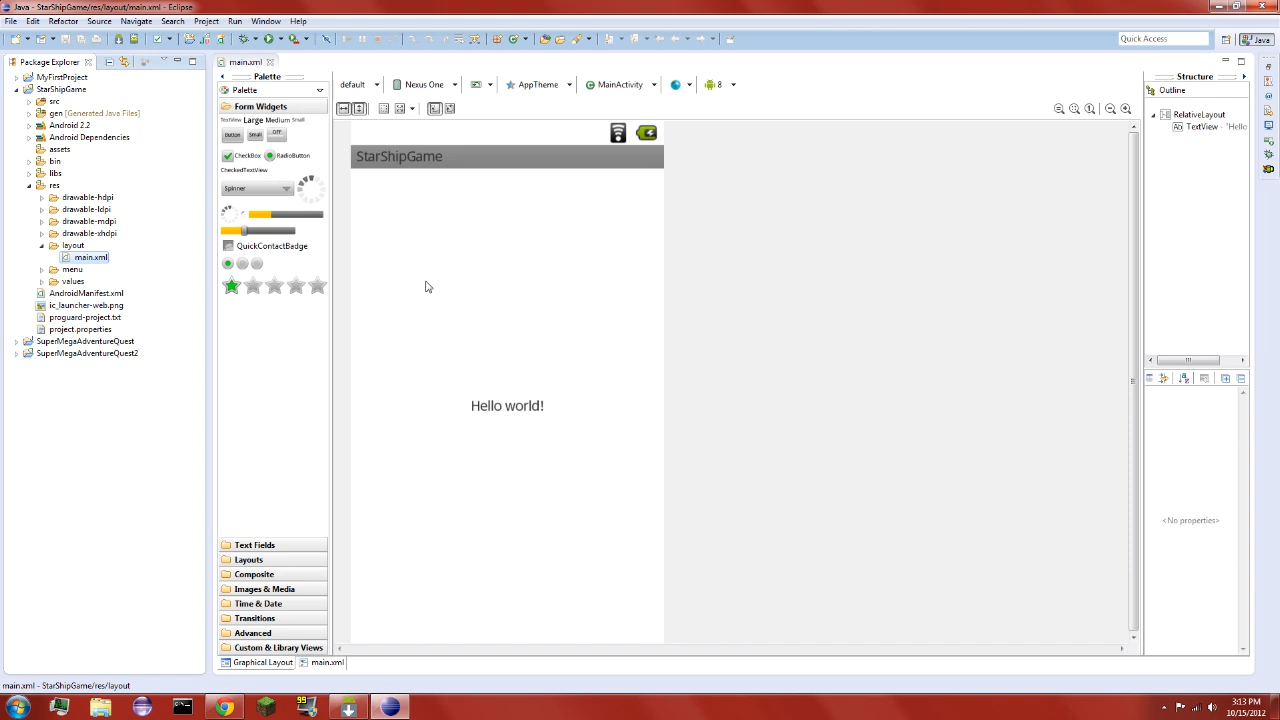 Java - StarShipGame/res/layout/main.xml - Eclipse
File Edit Refactor Source Navigate Search Project Run Window Help
Quick Access
Java
Package Explorer
MyFirstProject
StarShipGame
src
gen [Generated Java Files]
Android 2.2
Android Dependencies
assets
bin
libs
res
drawable-hdpi
drawable-ldpi
drawable-mdpi
drawable-xhdpi
layout
main.xml
menu
values
AndroidManifest.xml
ic_launcher-web.png
proguard-project.txt
project.properties
SuperMegaAdventureQuest
SuperMegaAdventureQuest2
main.xml
Palette
Palette
Form Widgets
TextView Large Medium Small
Button Small OFF
CheckBox RadioButton
CheckedTextView
Spinner
QuickContactBadge
Text Fields
Layouts
Composite
Images & Media
Time & Date
Transitions
Advanced
Custom & Library Views
Graphical Layout main.xml
default Nexus One AppTheme MainActivity 8
StarShipGame
Hello world!
Structure
Outline
RelativeLayout
TextView - "Hello
<No properties>
main.xml - StarShipGame/res/layout
99
3:13 PM
10/15/2012